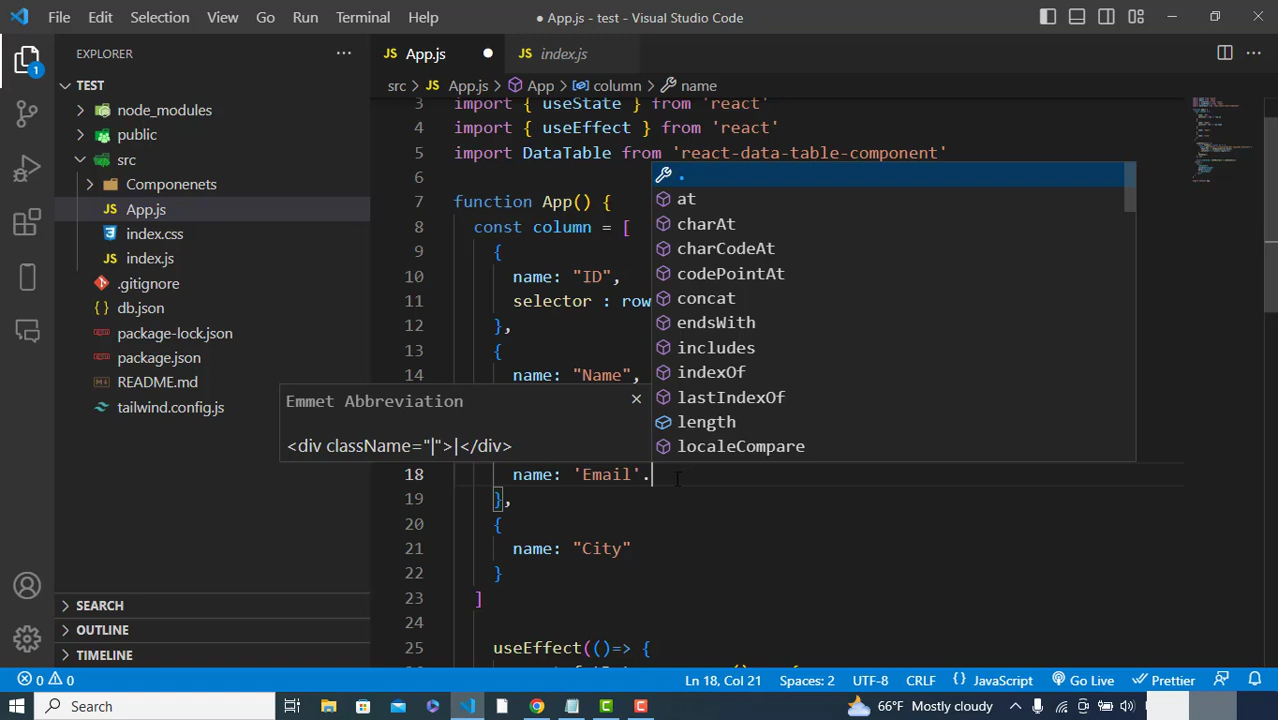 File Edit Selection View Go Run Terminal Help ● App.js - test - Visual Studio Code
EXPLORER
App.js
index.js
src > App.js > App > column > name
TEST
node_modules
public
src
Componenets
App.js
index.css
index.js
.gitignore
db.json
package-lock.json
package.json
README.md
tailwind.config.js
SEARCH
OUTLINE
TIMELINE
1
3 import { useState } from 'react'
4 import { useEffect } from 'react'
5 import DataTable from 'react-data-table-component'
6
7 function App() {
8 const column = [
9 {
10 name: "ID",
11 selector : row
12 },
13 {
14 name: "Name",
18 name: 'Email'.
19 },
20 {
21 name: "City"
22 }
23 ]
24
25 useEffect(()=> {
.
at
charAt
charCodeAt
codePointAt
concat
endsWith
includes
indexOf
lastIndexOf
length
localeCompare
Emmet Abbreviation
<div className="|">|</div>
0 0 Ln 18, Col 21 Spaces: 2 UTF-8 CRLF {} JavaScript Go Live Prettier
Search
66°F Mostly cloudy